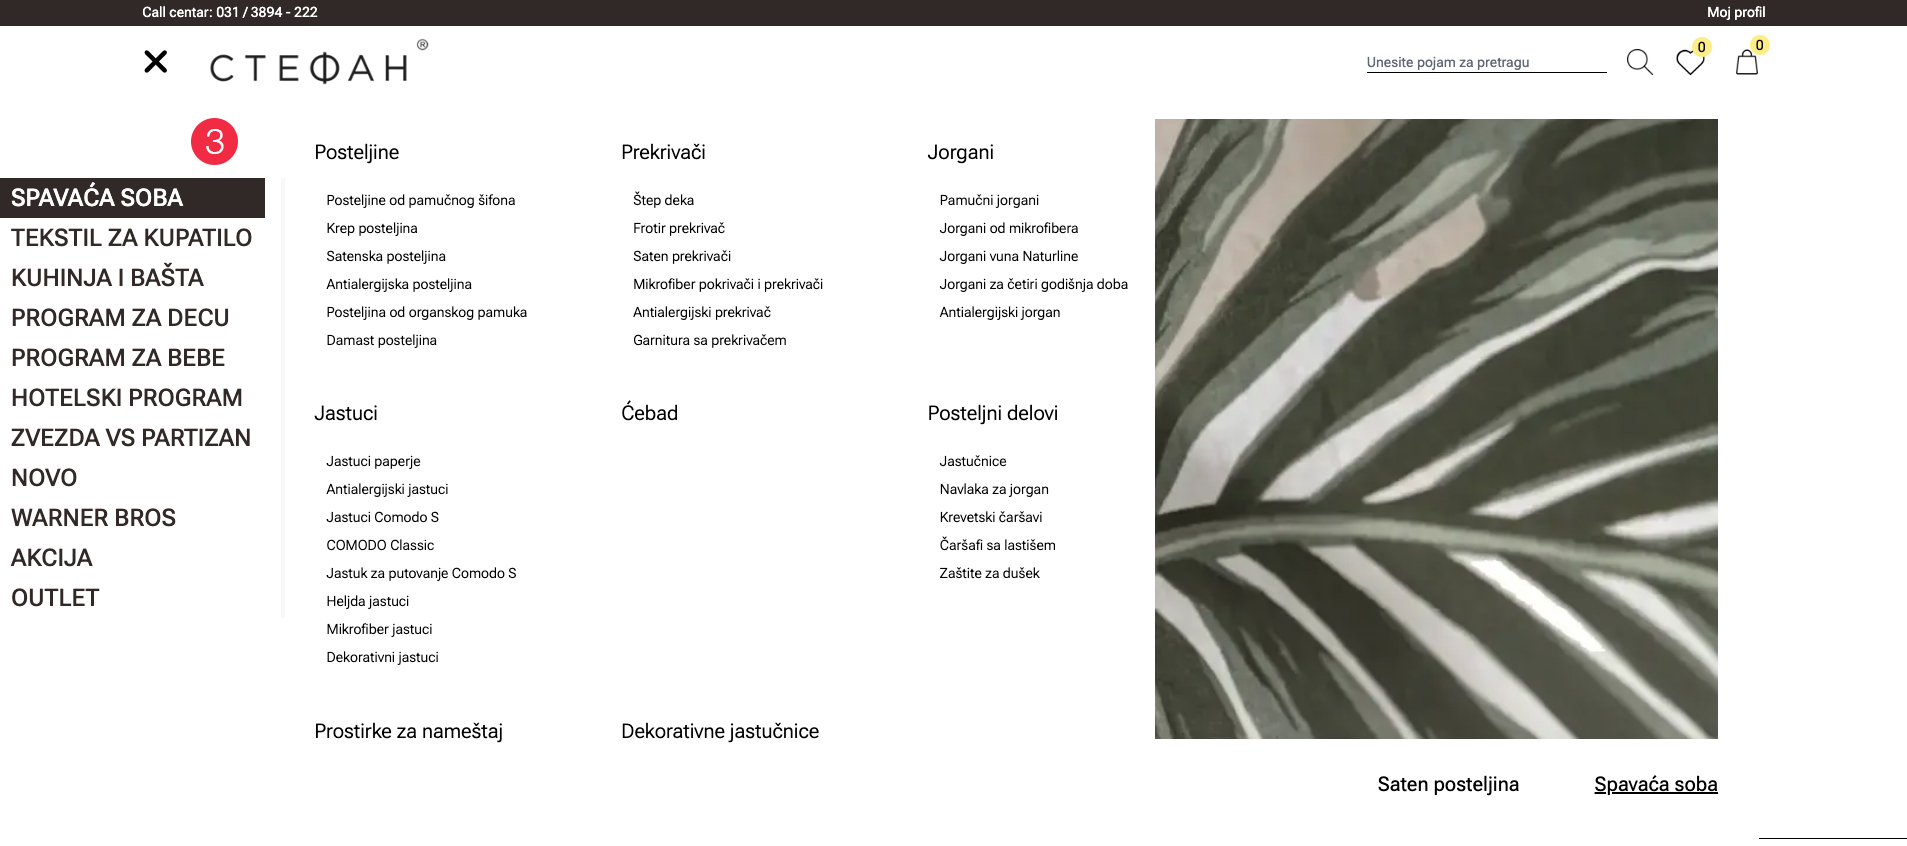 Call centar: 031 / 3894 - 222
Moj profil
СТЕФАН®
Unesite pojam za pretragu
0
0
3
SPAVAĆA SOBA
TEKSTIL ZA KUPATILO
KUHINJA I BAŠTA
PROGRAM ZA DECU
PROGRAM ZA BEBE
HOTELSKI PROGRAM
ZVEZDA VS PARTIZAN
NOVO
WARNER BROS
AKCIJA
OUTLET
Posteljine
Posteljine od pamučnog šifona
Krep posteljina
Satenska posteljina
Antialergijska posteljina
Posteljina od organskog pamuka
Damast posteljina
Prekrivači
Štep deka
Frotir prekrivač
Saten prekrivači
Mikrofiber pokrivači i prekrivači
Antialergijski prekrivač
Garnitura sa prekrivačem
Jorgani
Pamučni jorgani
Jorgani od mikrofibera
Jorgani vuna Naturline
Jorgani za četiri godišnja doba
Antialergijski jorgan
Jastuci
Jastuci paperje
Antialergijski jastuci
Jastuci Comodo S
COMODO Classic
Jastuk za putovanje Comodo S
Heljda jastuci
Mikrofiber jastuci
Dekorativni jastuci
Ćebad
Posteljni delovi
Jastučnice
Navlaka za jorgan
Krevetski čaršavi
Čaršafi sa lastišem
Zaštite za dušek
Prostirke za nameštaj
Dekorativne jastučnice
Saten posteljina
Spavaća soba